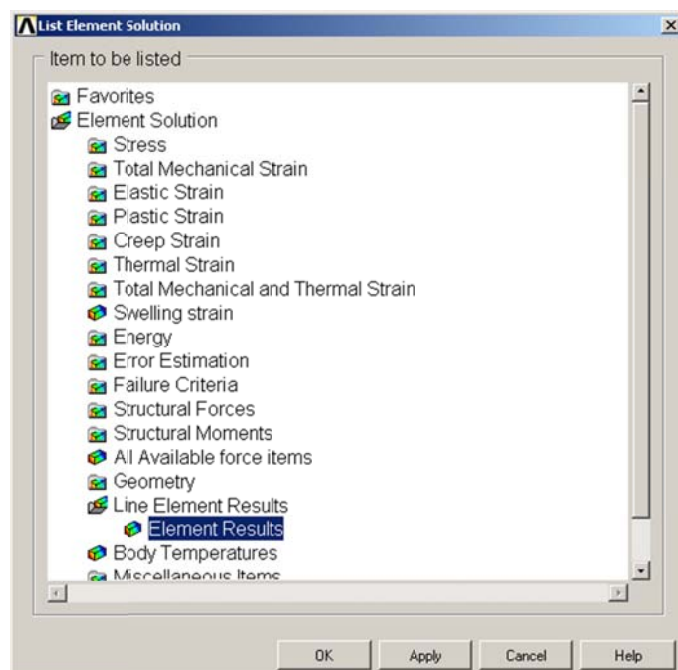 List Element Solution
Item to be listed
Favorites
Element Solution
Stress
Total Mechanical Strain
Elastic Strain
Plastic Strain
Creep Strain
Thermal Strain
Total Mechanical and Thermal Strain
Swelling strain
Energy
Error Estimation
Failure Criteria
Structural Forces
Structural Moments
All Available force items
Geometry
Line Element Results
Element Results
Body Temperatures
Miscellaneous Items
OK Apply Cancel Help